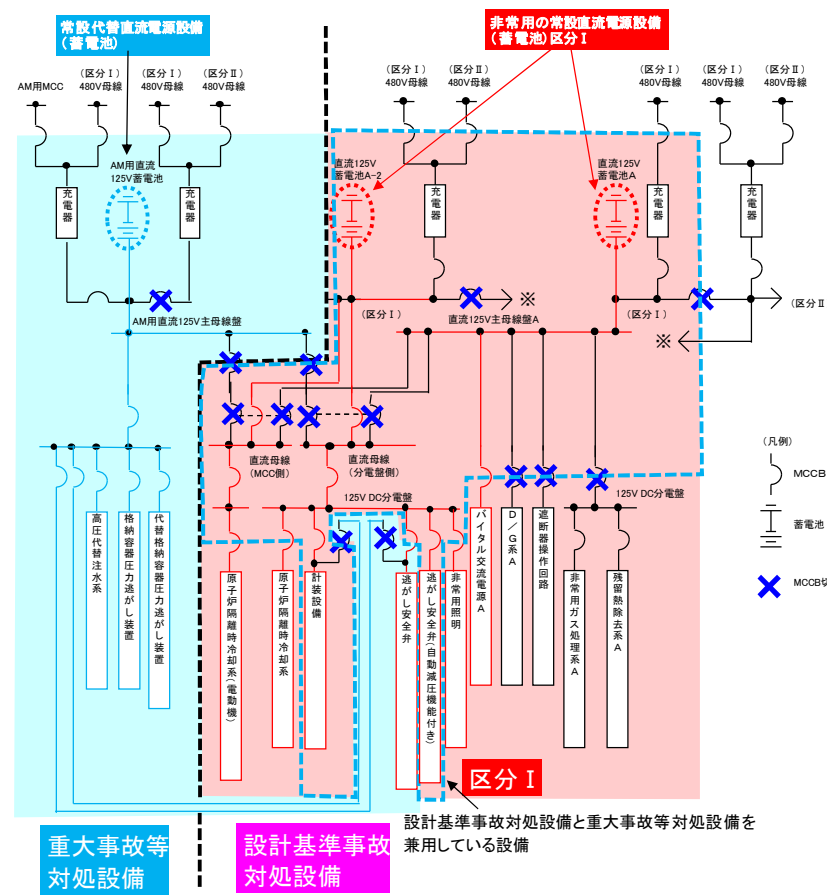 常設代替直流電源設備
(蓄電池)
非常用の常設直流電源設備
(蓄電池)区分Ⅰ
AM用MCC
(区分Ⅰ)
480V母線
(区分Ⅰ)
480V母線
(区分Ⅱ)
480V母線
(区分Ⅰ)
480V母線
(区分Ⅱ)
480V母線
(区分Ⅰ)
480V母線
(区分Ⅰ)
480V母線
(区分Ⅱ)
480V母線
AM用直流
125V蓄電池
直流125V
蓄電池A-2
直流125V
蓄電池A
充電器
充電器
充電器
充電器
充電器
※
(区分Ⅱ)
AM用直流125V主母線盤
(区分Ⅰ)
直流125V主母線盤A
(区分Ⅰ)
※
直流母線
(MCC側)
直流母線
(分電盤側)
125V DC分電盤
125V DC分電盤
(凡例)
MCCB
蓄電池
MCCB切
高圧代替注水系
格納容器圧力逃がし装置
代替格納容器圧力逃がし装置
原子炉隔離時冷却系(電動機)
原子炉隔離時冷却系
計装設備
逃がし安全弁
逃がし安全弁(自動減圧機能付き)
非常用照明
バイタル交流電源A
D/G系A
遮断器操作回路
非常用ガス処理系A
残留熱除去系A
区分Ⅰ
設計基準事故対処設備と重大事故等対処設備を
兼用している設備
重大事故等
対処設備
設計基準事故
対処設備